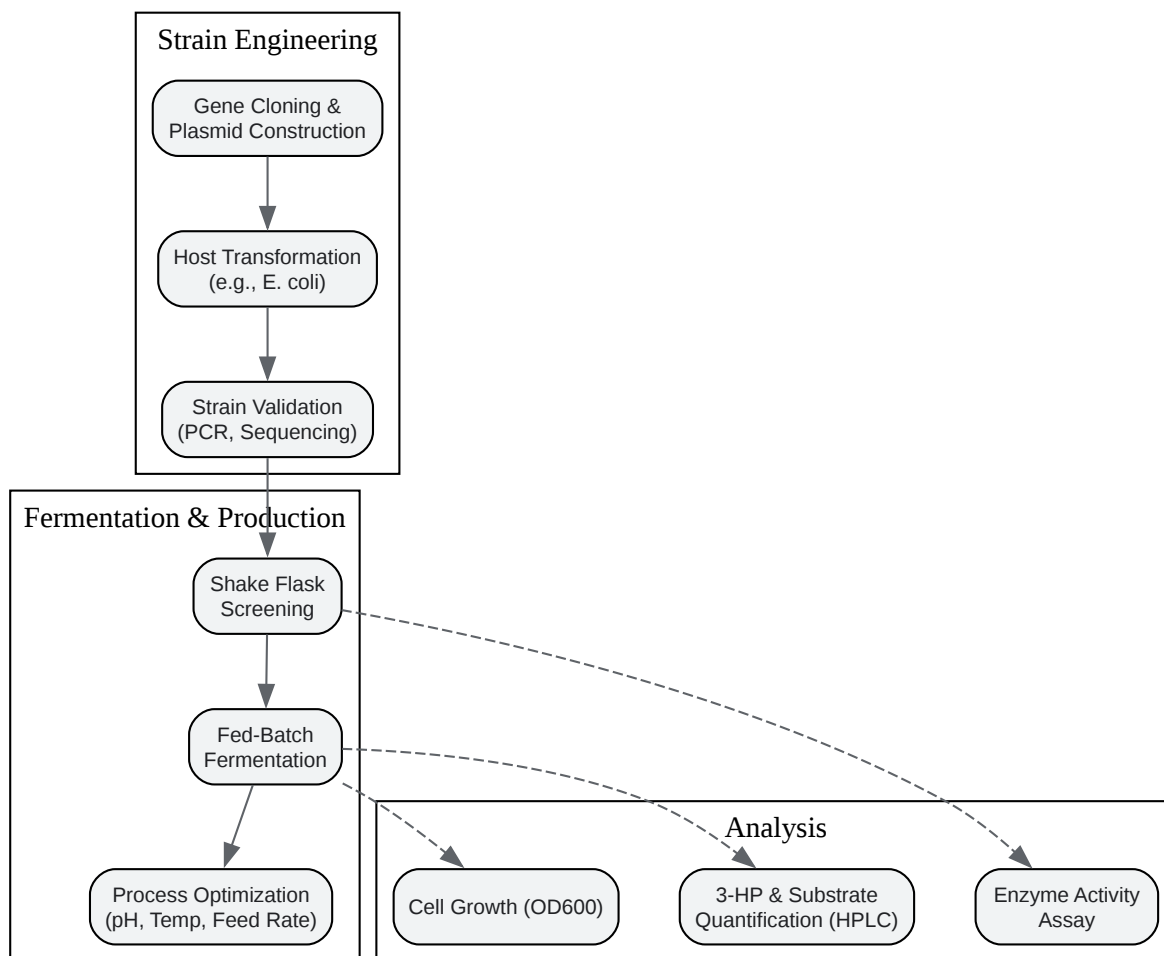 Strain Engineering
Gene Cloning &
Plasmid Construction
Host Transformation
(e.g., E. coli)
Strain Validation
(PCR, Sequencing)
Fermentation & Production
Shake Flask
Screening
Fed-Batch
Fermentation
Process Optimization
(pH, Temp, Feed Rate)
Analysis
Cell Growth (OD600)
3-HP & Substrate
Quantification (HPLC)
Enzyme Activity
Assay